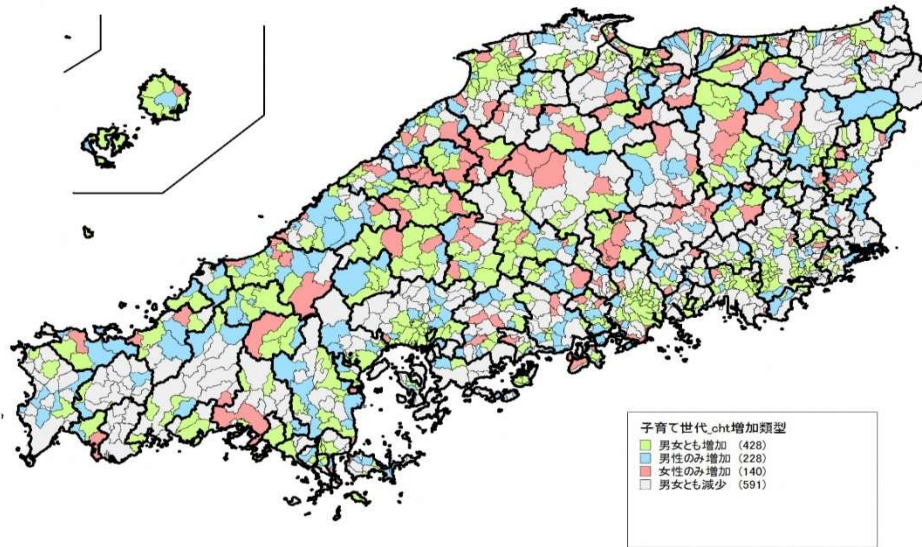 子育て世代_cht増加類型
男女とも増加 (428)
男性のみ増加 (228)
女性のみ増加 (140)
男女とも減少 (591)